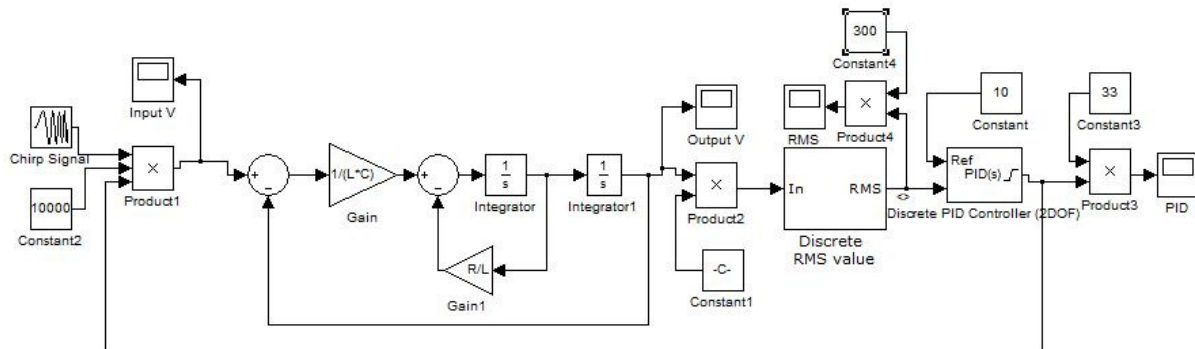 300
Constant4
Input V
Chirp Signal
×
Product1
10000
Constant2
+
−
1/(L*C)
Gain
+
−
1
s
Integrator
1
s
Integrator1
R/L
Gain1
Output V
×
Product2
-C-
Constant1
RMS
×
Product4
In
RMS
Discrete
RMS value
10
Constant
Ref
PID(s)
Discrete PID Controller (2DOF)
33
Constant3
×
Product3
PID